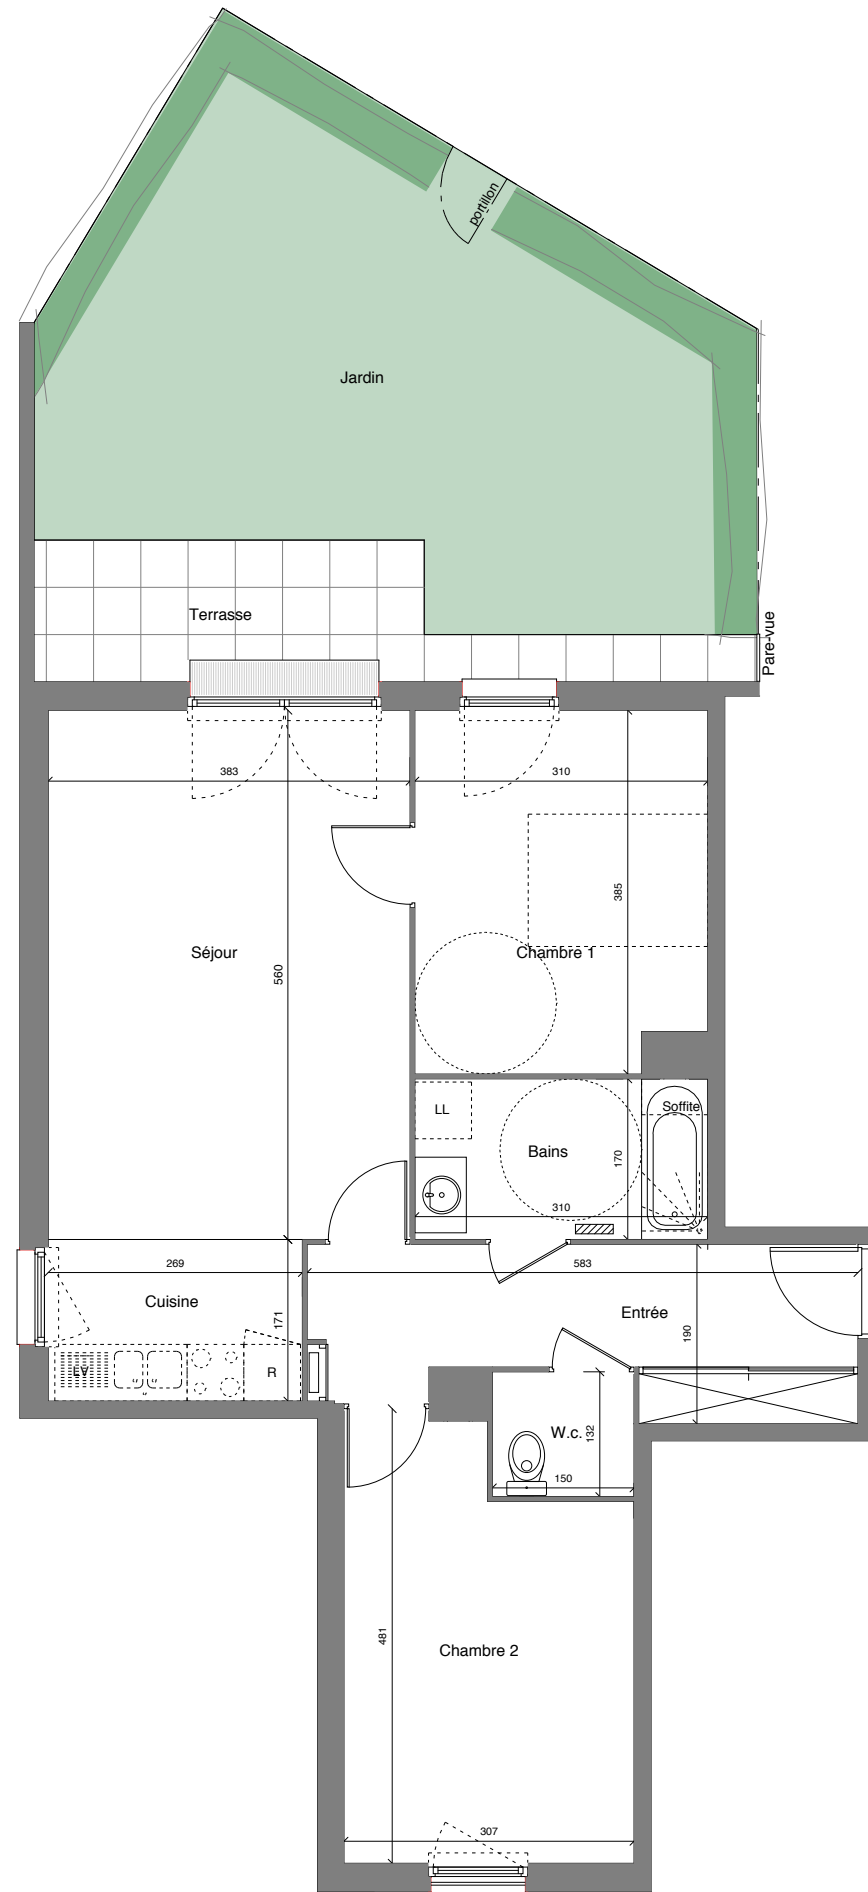 portillon
Jardin
Terrasse
Pare-vue
383
310
385
Séjour
Chambre 1
560
LL
Soffite
Bains
170
310
269
583
Cuisine
171
Entrée
190
LV
R
W.c.
132
150
481
Chambre 2
307